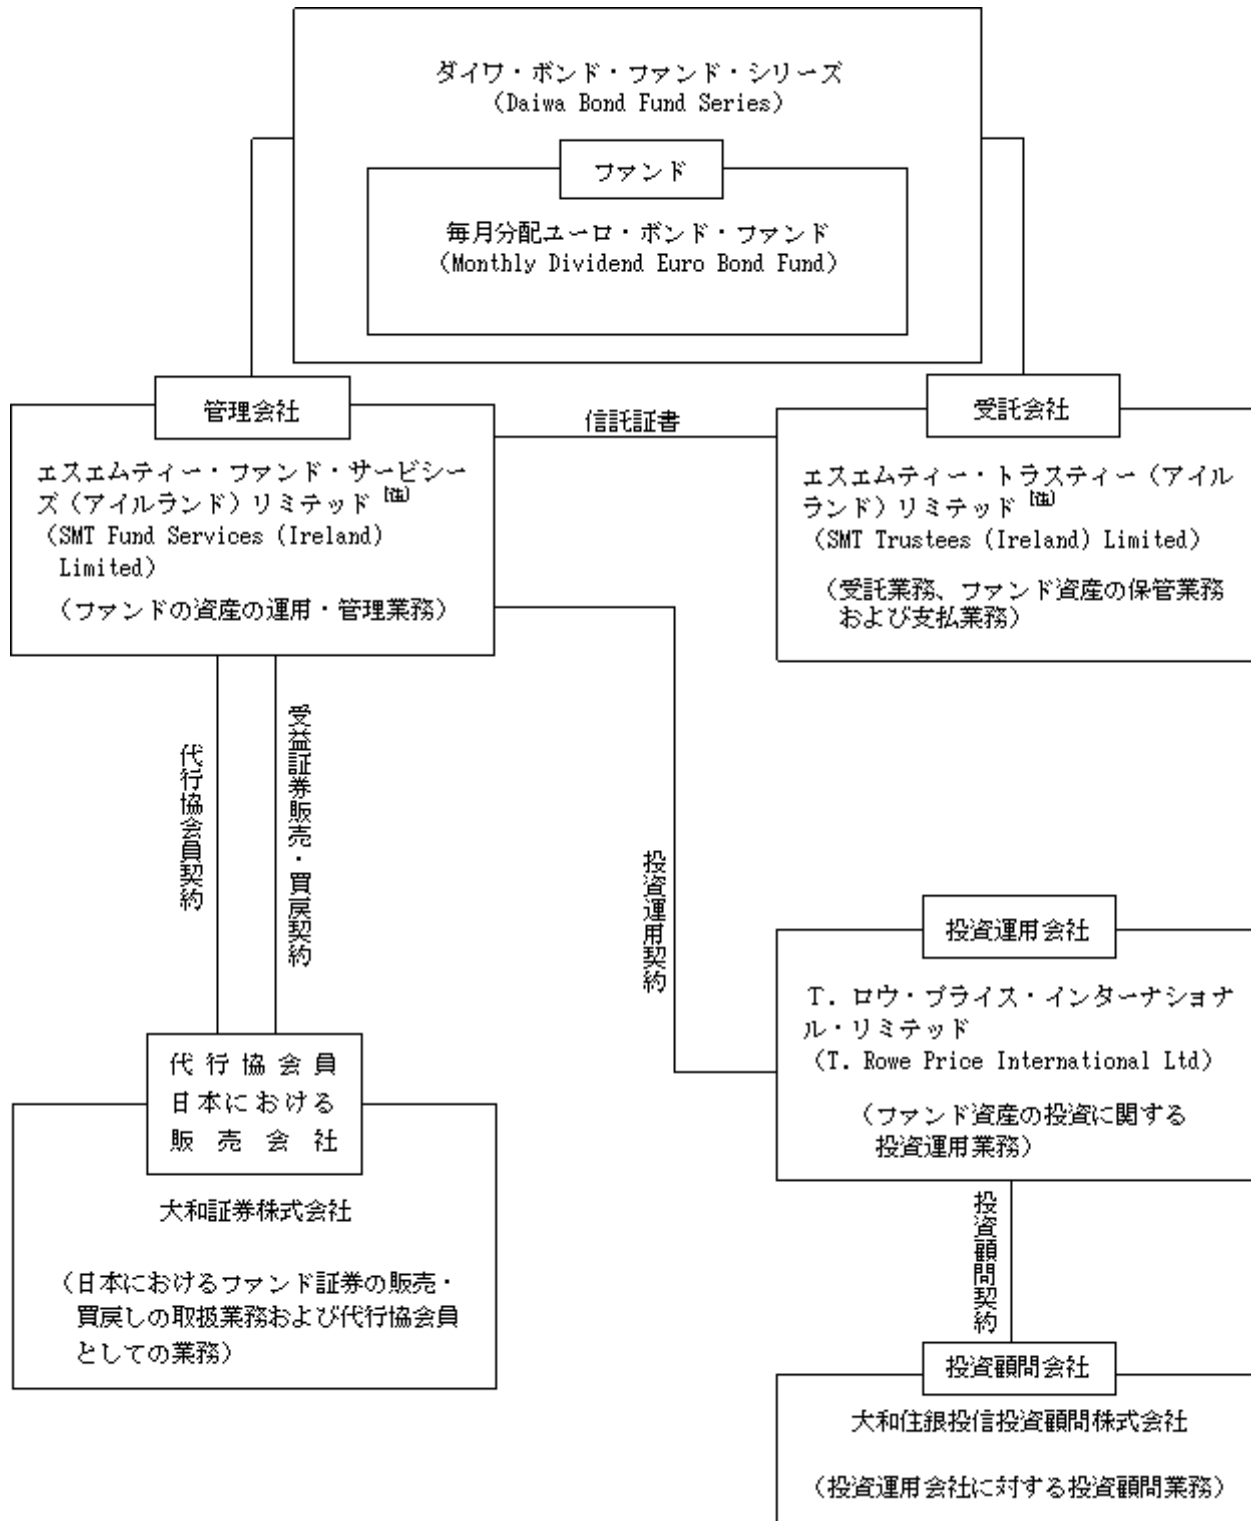 ダイワ・ボンド・ファンド・シリーズ
(Daiwa Bond Fund Series)
ファンド
毎月分配ユーロ・ボンド・ファンド
(Monthly Dividend Euro Bond Fund)
管理会社
信託証書
受託会社
エスエムティー・ファンド・サービシー
ズ（アイルランド）リミテッド
(SMT Fund Services (Ireland)
Limited)
（ファンドの資産の運用・管理業務）
エスエムティー・トラスティー（アイル
ランド）リミテッド
(SMT Trustees (Ireland) Limited)
（受託業務、ファンド資産の保管業務
および支払業務）
代行協会員契約
受益証券販売・買戻契約
投資運用契約
投資運用会社
T．ロウ・プライス・インターナショナ
ル・リミテッド
(T. Rowe Price International Ltd)
（ファンド資産の投資に関する
投資運用業務）
代行協会員
日本における
販売会社
大和証券株式会社
（日本におけるファンド証券の販売・
買戻しの取扱業務および代行協会員
としての業務）
投資顧問契約
投資顧問会社
大和住銀投信投資顧問株式会社
（投資運用会社に対する投資顧問業務）